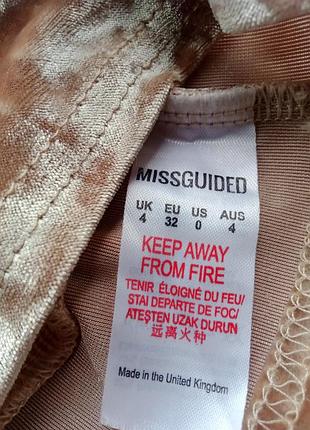 MISSGUIDED
UK EU US AUS
4 32 0 4
KEEP AWAY
FROM FIRE
TENIR ÉLOIGNÉ DU FEU/
STAI DEPARTE DE FOC/
ATEŞTEN UZAK DURUN
远离火种
Made in the United Kingdom